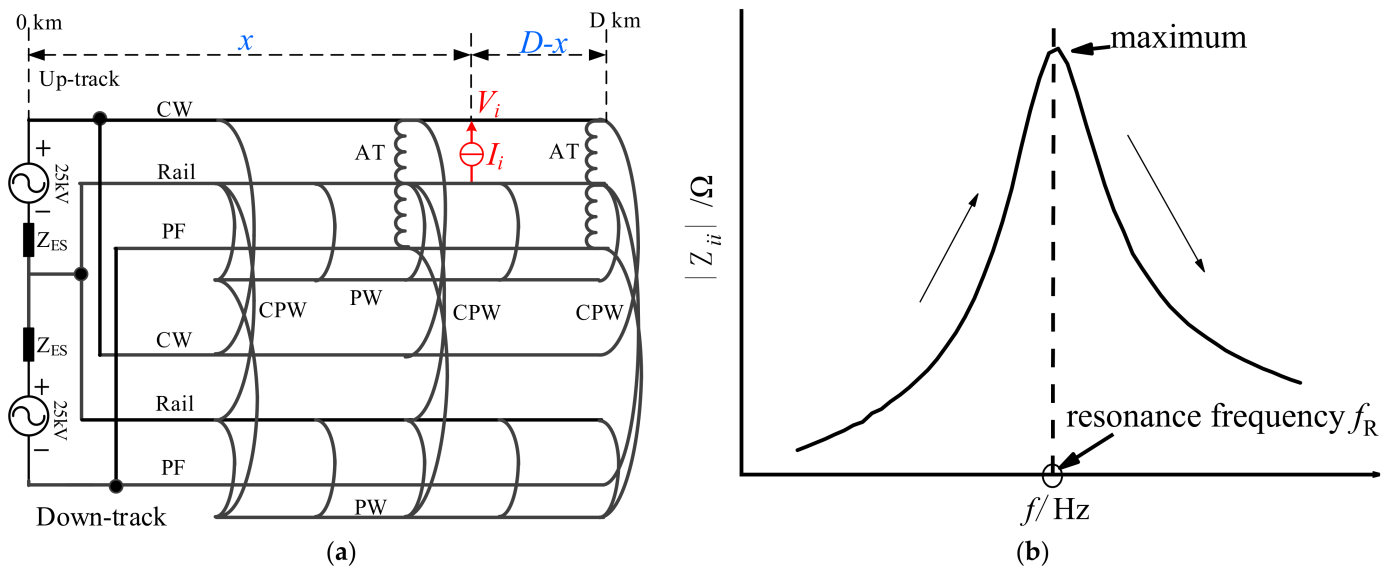 0 km
D km
x
D-x
Up-track
CW
V_i
AT
I_i
AT
+
25kV
−
Rail
Z_ES
PF
PW
CPW
CPW
CPW
Z_ES
CW
+
25kV
−
Rail
PF
PW
Down-track
(a)
maximum
|Z_ii| /Ω
resonance frequency f_R
f/Hz
(b)